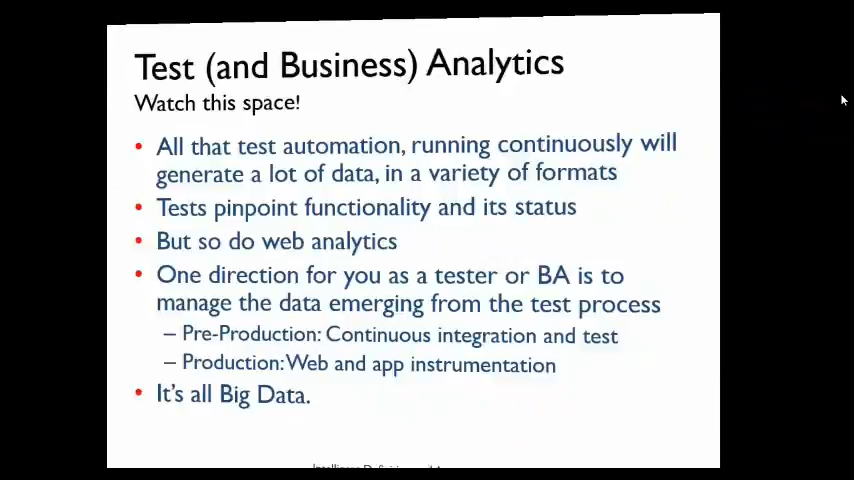 Test (and Business) Analytics
Watch this space!
• All that test automation, running continuously will
generate a lot of data, in a variety of formats
• Tests pinpoint functionality and its status
• But so do web analytics
• One direction for you as a tester or BA is to
manage the data emerging from the test process
– Pre-Production: Continuous integration and test
– Production: Web and app instrumentation
• It's all Big Data.